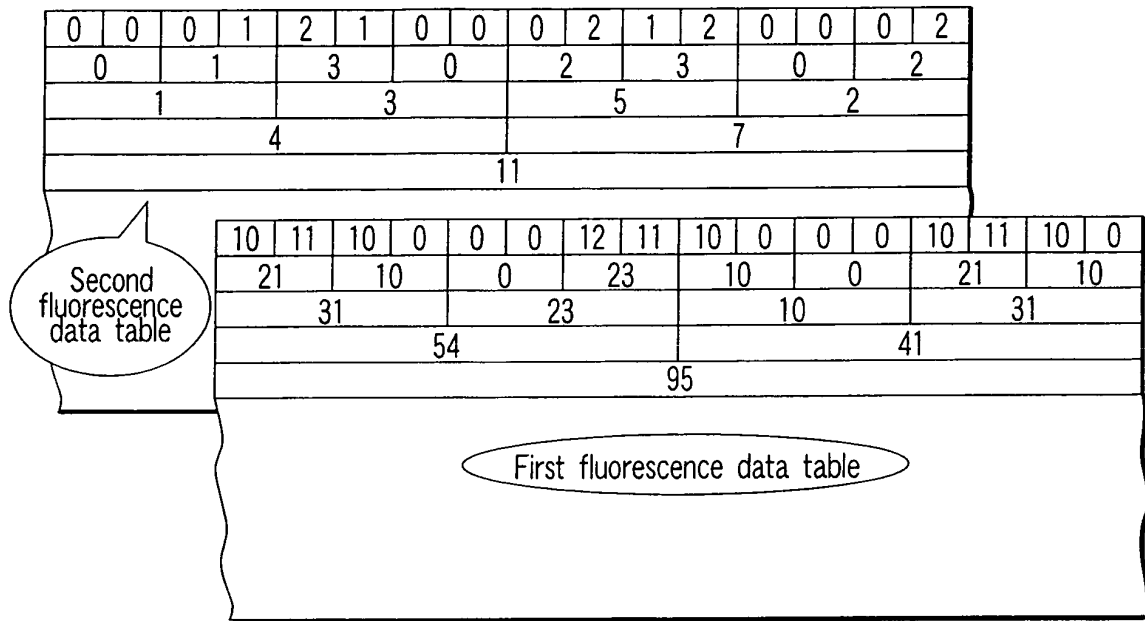 0 0 0 1 2 1 0 0 0 2 1 2 0 0 0 2
0 1 3 0 2 3 0 2
1 3 5 2
4 7
11
Second
fluorescence
data table
10 11 10 0 0 0 12 11 10 0 0 0 10 11 10 0
21 10 0 23 10 0 21 10
31 23 10 31
54 41
95
First fluorescence data table